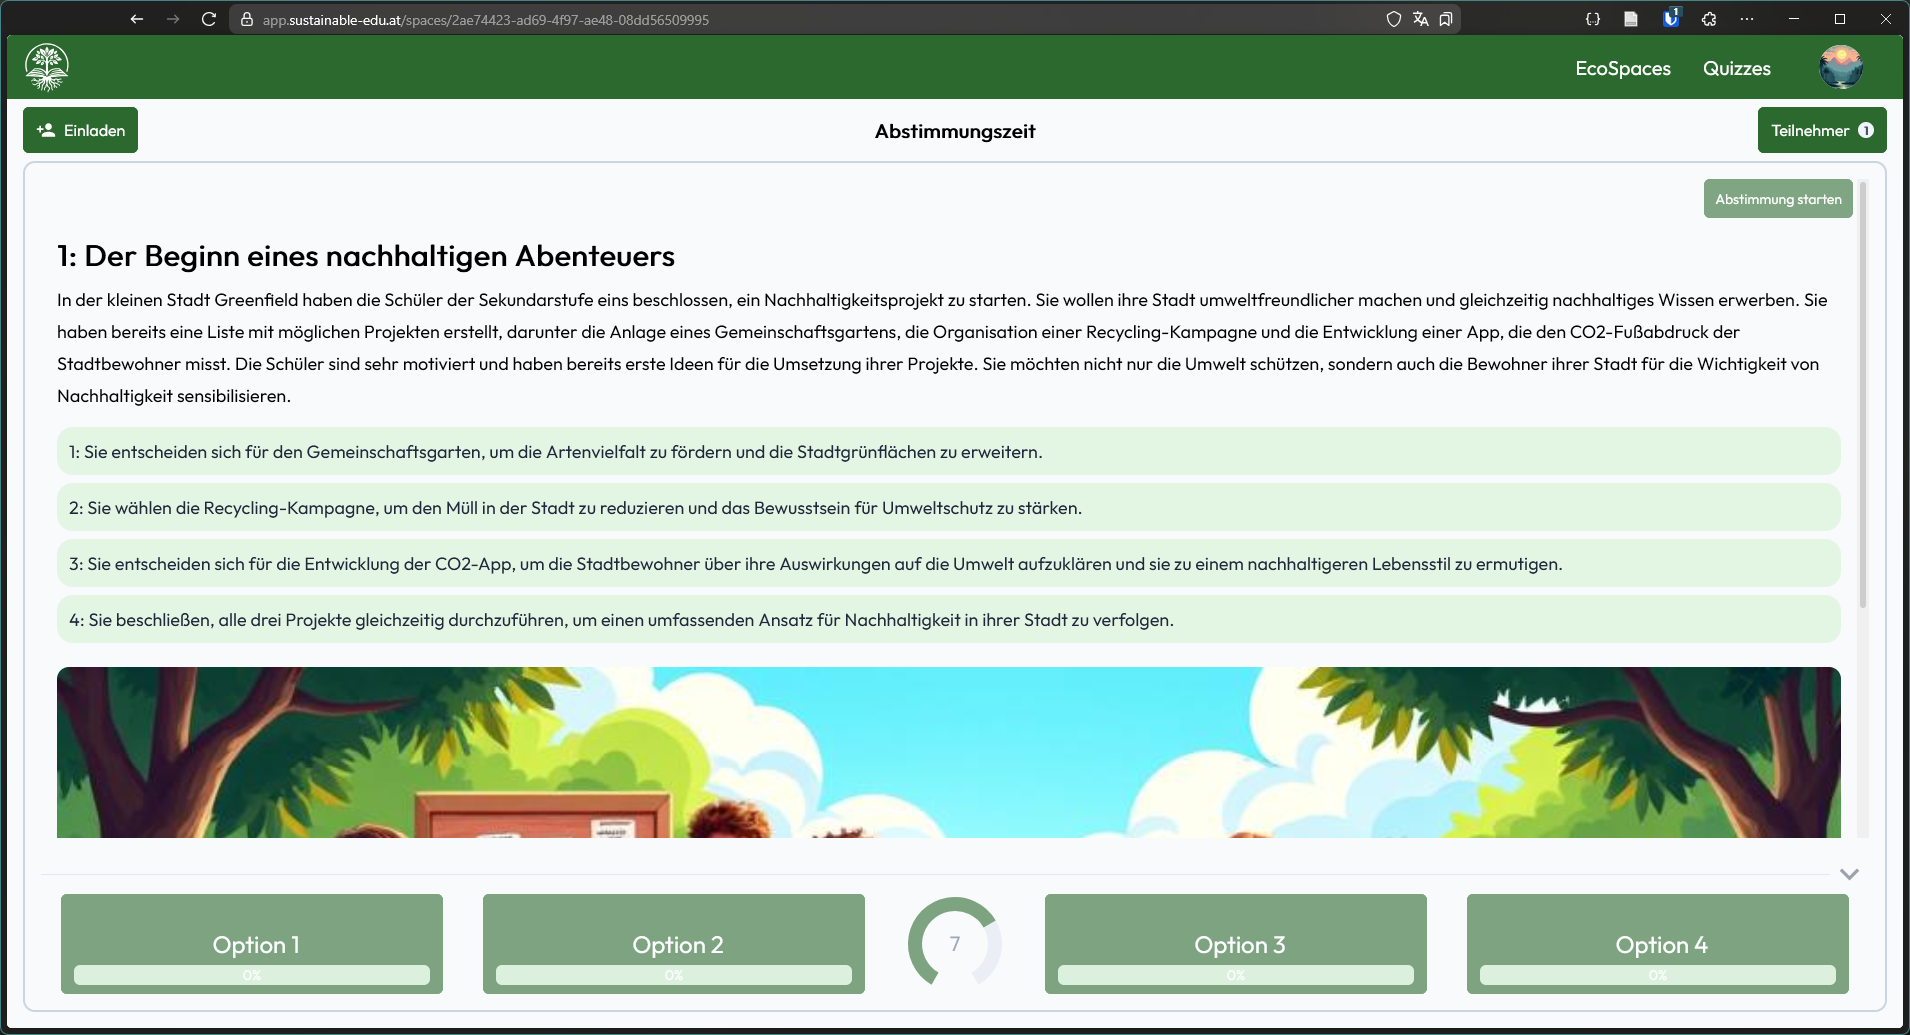 app.sustainable-edu.at/spaces/2ae74423-ad69-4f97-ae48-08dd56509995
1
EcoSpaces
Quizzes
Einladen
Abstimmungszeit
Teilnehmer 1
Abstimmung starten
1: Der Beginn eines nachhaltigen Abenteuers
In der kleinen Stadt Greenfield haben die Schüler der Sekundarstufe eins beschlossen, ein Nachhaltigkeitsprojekt zu starten. Sie wollen ihre Stadt umweltfreundlicher machen und gleichzeitig nachhaltiges Wissen erwerben. Sie
haben bereits eine Liste mit möglichen Projekten erstellt, darunter die Anlage eines Gemeinschaftsgartens, die Organisation einer Recycling-Kampagne und die Entwicklung einer App, die den CO2-Fußabdruck der
Stadtbewohner misst. Die Schüler sind sehr motiviert und haben bereits erste Ideen für die Umsetzung ihrer Projekte. Sie möchten nicht nur die Umwelt schützen, sondern auch die Bewohner ihrer Stadt für die Wichtigkeit von
Nachhaltigkeit sensibilisieren.
1: Sie entscheiden sich für den Gemeinschaftsgarten, um die Artenvielfalt zu fördern und die Stadtgrünflächen zu erweitern.
2: Sie wählen die Recycling-Kampagne, um den Müll in der Stadt zu reduzieren und das Bewusstsein für Umweltschutz zu stärken.
3: Sie entscheiden sich für die Entwicklung der CO2-App, um die Stadtbewohner über ihre Auswirkungen auf die Umwelt aufzuklären und sie zu einem nachhaltigeren Lebensstil zu ermutigen.
4: Sie beschließen, alle drei Projekte gleichzeitig durchzuführen, um einen umfassenden Ansatz für Nachhaltigkeit in ihrer Stadt zu verfolgen.
Option 1
0%
Option 2
0%
7
Option 3
0%
Option 4
0%